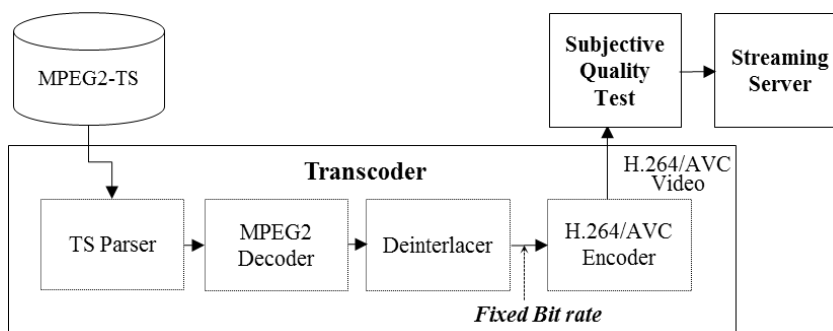 MPEG2-TS
Subjective
Quality
Test
Streaming
Server
Transcoder
H.264/AVC
Video
TS Parser
MPEG2
Decoder
Deinterlacer
H.264/AVC
Encoder
Fixed Bit rate